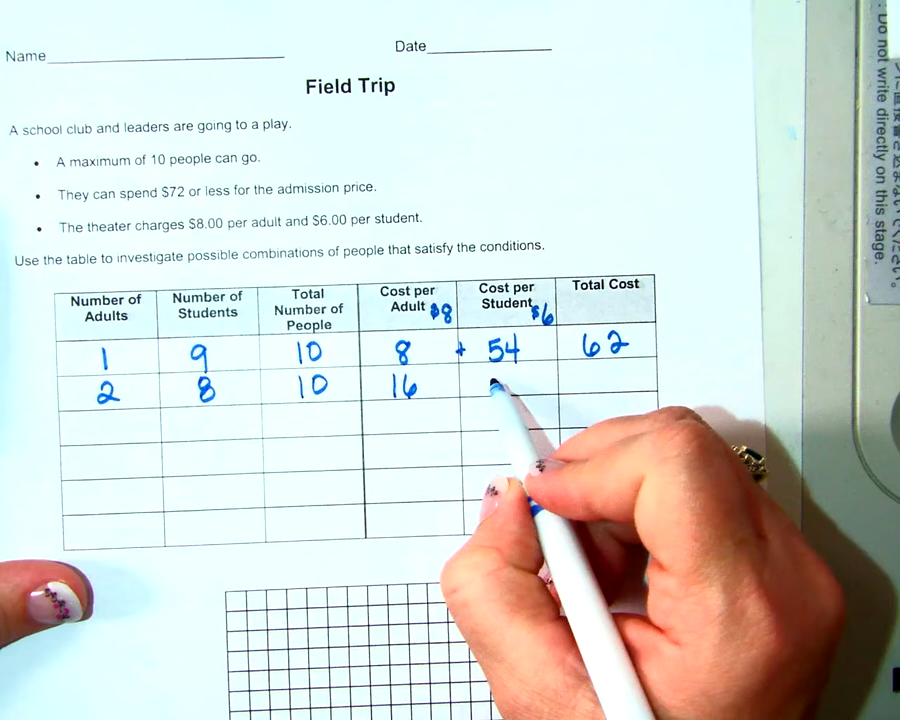 Name
Date
Field Trip
A school club and leaders are going to a play.
• A maximum of 10 people can go.
• They can spend $72 or less for the admission price.
• The theater charges $8.00 per adult and $6.00 per student.
Use the table to investigate possible combinations of people that satisfy the conditions.
Number of Adults
Number of Students
Total Number of People
Cost per Adult $8
Cost per Student $6
Total Cost
1 9 10 8 + 54 62
2 8 10 16
: Do not write directly on this stage.